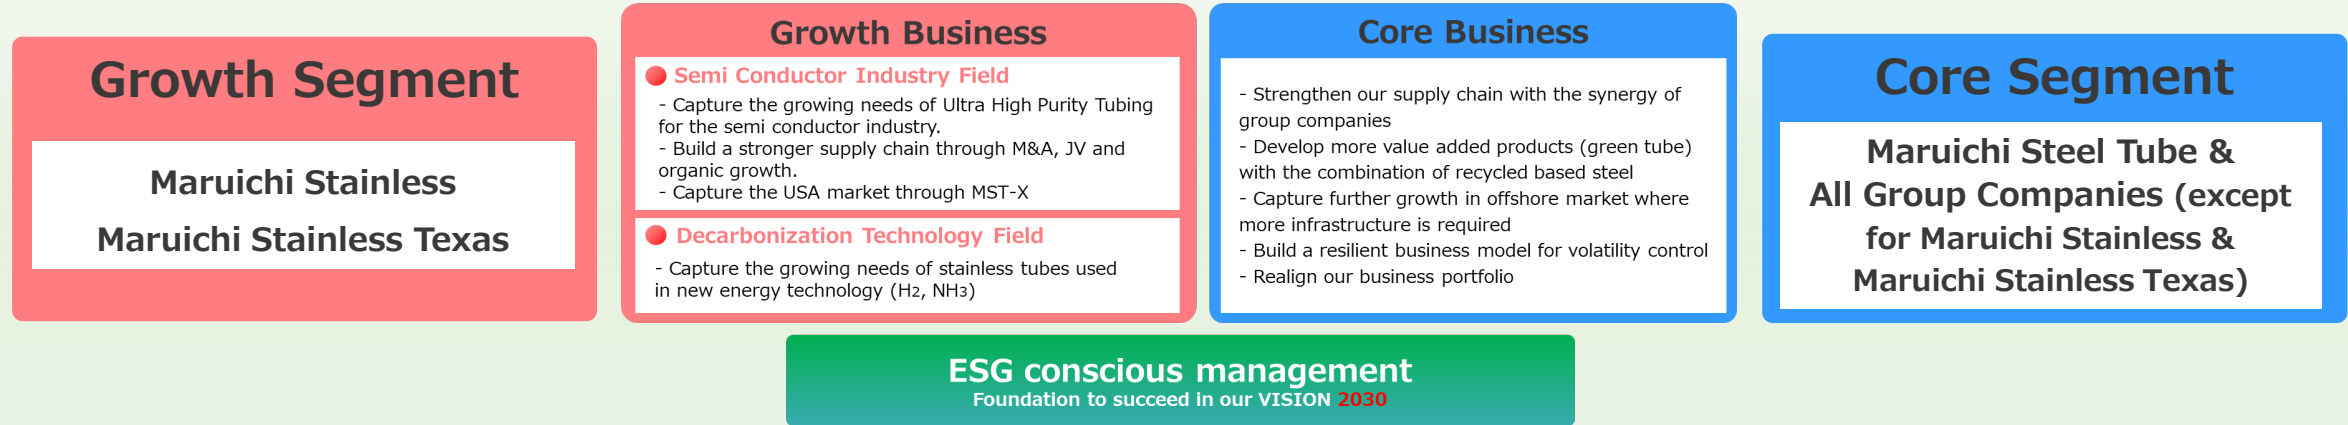 Growth Segment
Maruichi Stainless
Maruichi Stainless Texas
Growth Business
Semi Conductor Industry Field
- Capture the growing needs of Ultra High Purity Tubing
for the semi conductor industry.
- Build a stronger supply chain through M&A, JV and
organic growth.
- Capture the USA market through MST-X
Decarbonization Technology Field
- Capture the growing needs of stainless tubes used
in new energy technology (H2, NH3)
Core Business
- Strengthen our supply chain with the synergy of
group companies
- Develop more value added products (green tube)
with the combination of recycled based steel
- Capture further growth in offshore market where
more infrastructure is required
- Build a resilient business model for volatility control
- Realign our business portfolio
Core Segment
Maruichi Steel Tube &
All Group Companies (except
for Maruichi Stainless &
Maruichi Stainless Texas)
ESG conscious management
Foundation to succeed in our VISION 2030